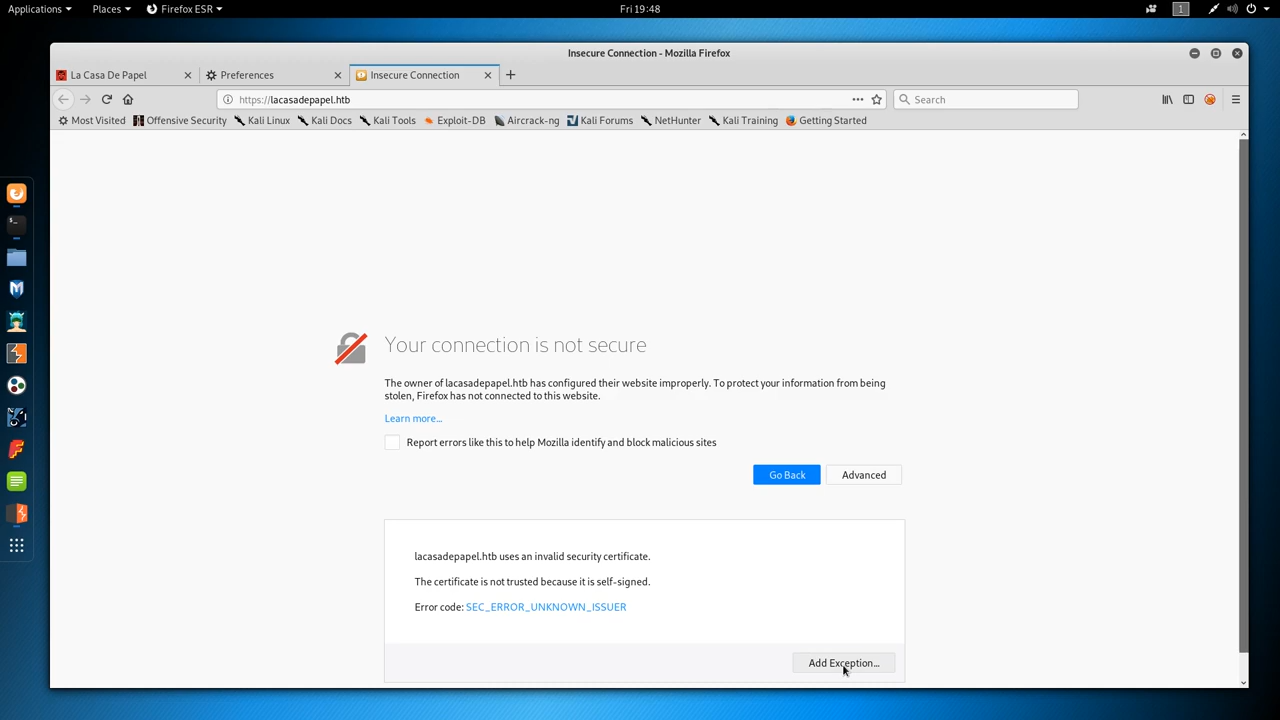 Applications Places Firefox ESR Fri 19:48 1
Insecure Connection - Mozilla Firefox
La Casa De Papel Preferences Insecure Connection
https://lacasadepapel.htb Search
Most Visited Offensive Security Kali Linux Kali Docs Kali Tools Exploit-DB Aircrack-ng Kali Forums NetHunter Kali Training Getting Started
Your connection is not secure
The owner of lacasadepapel.htb has configured their website improperly. To protect your information from being
stolen, Firefox has not connected to this website.
Learn more...
Report errors like this to help Mozilla identify and block malicious sites
Go Back Advanced
lacasadepapel.htb uses an invalid security certificate.
The certificate is not trusted because it is self-signed.
Error code: SEC_ERROR_UNKNOWN_ISSUER
Add Exception...